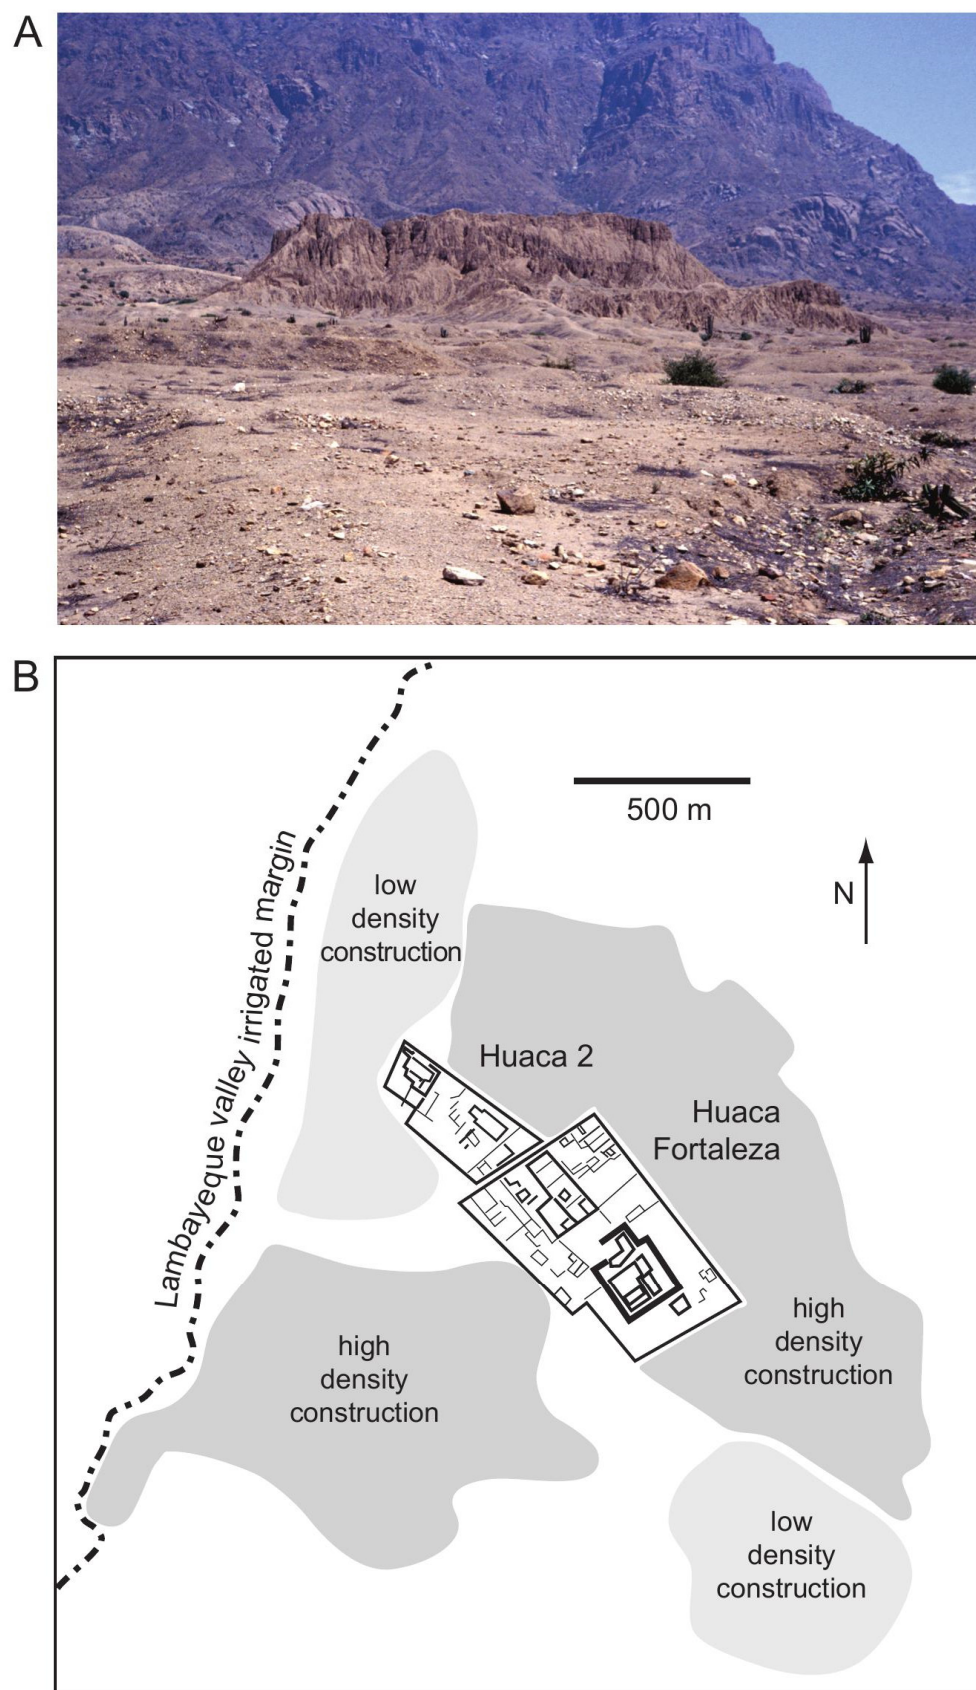 A
B
500 m
N
Lambayeque valley irrigated margin
low
density
construction
Huaca 2
Huaca
Fortaleza
high
density
construction
high
density
construction
low
density
construction